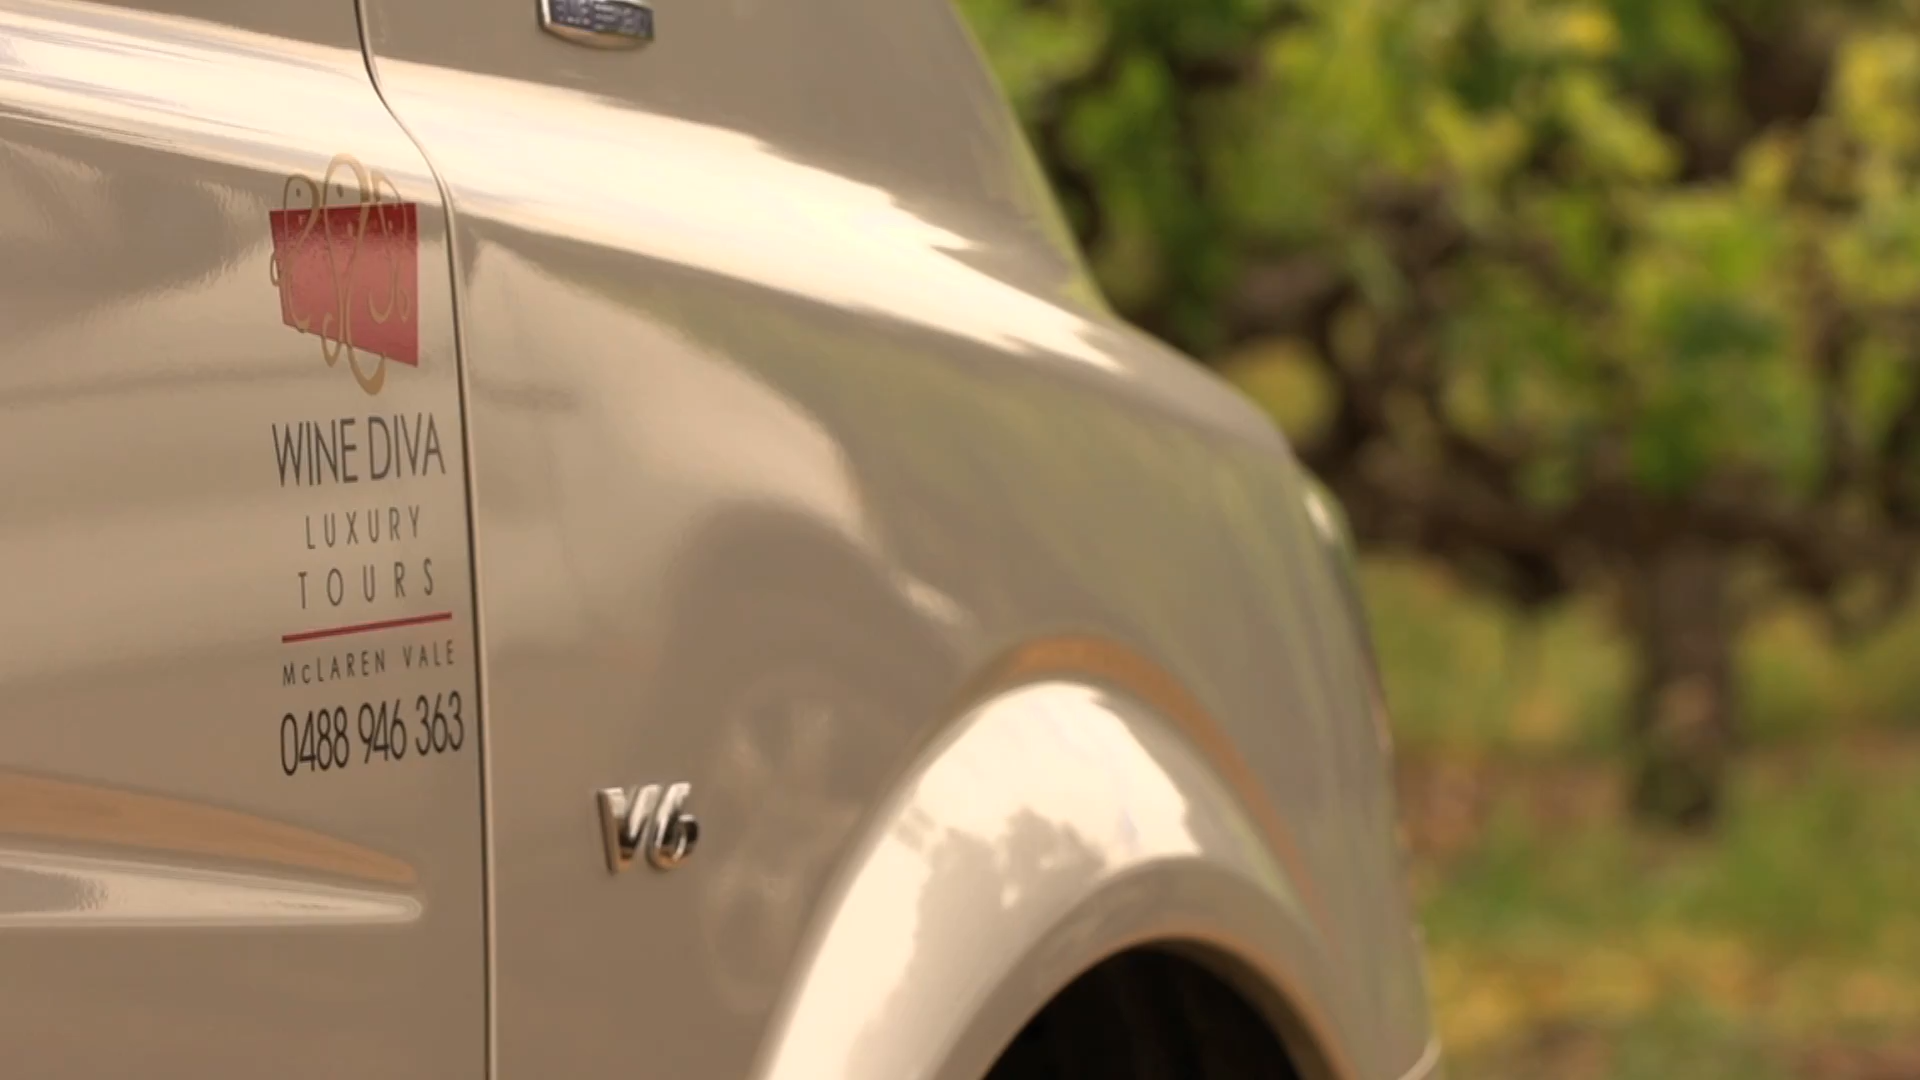 WINE DIVA
LUXURY
TOURS
McLAREN VALE
0488 946 363
V6